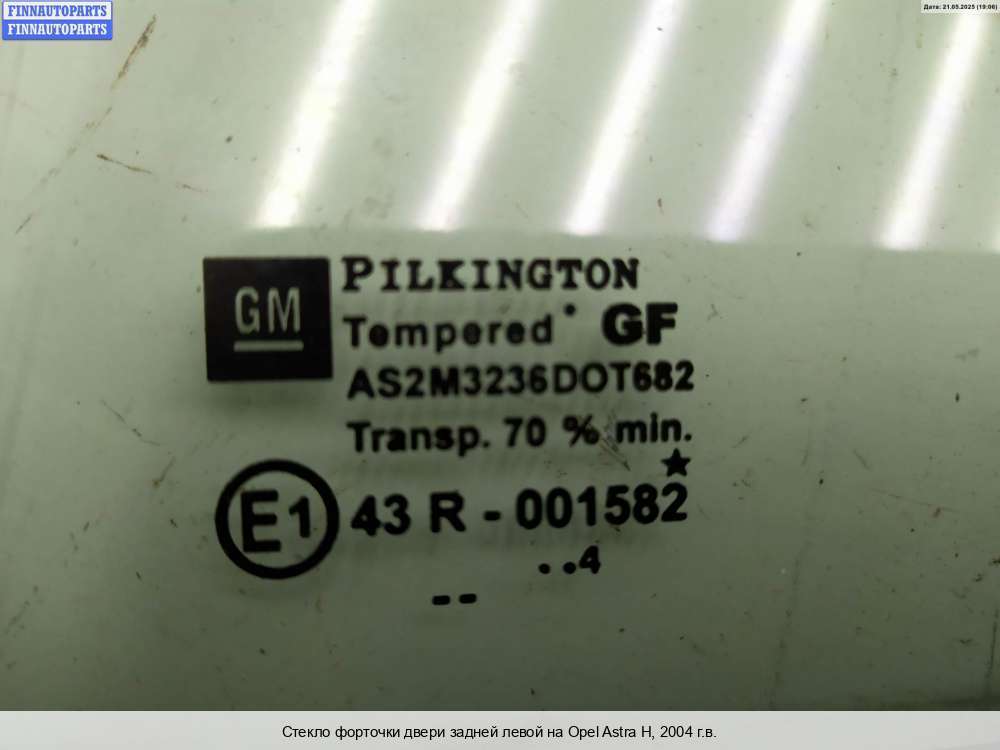 FINNAUTOPARTS
FINNAUTOPARTS
Дата: 21.05.2025 (19:06)
GM
PILKINGTON
Tempered GF
AS2M3236DOT682
Transp. 70 % min.
E1 43 R - 001582
. .4
--
Стекло форточки двери задней левой на Opel Astra H, 2004 г.в.